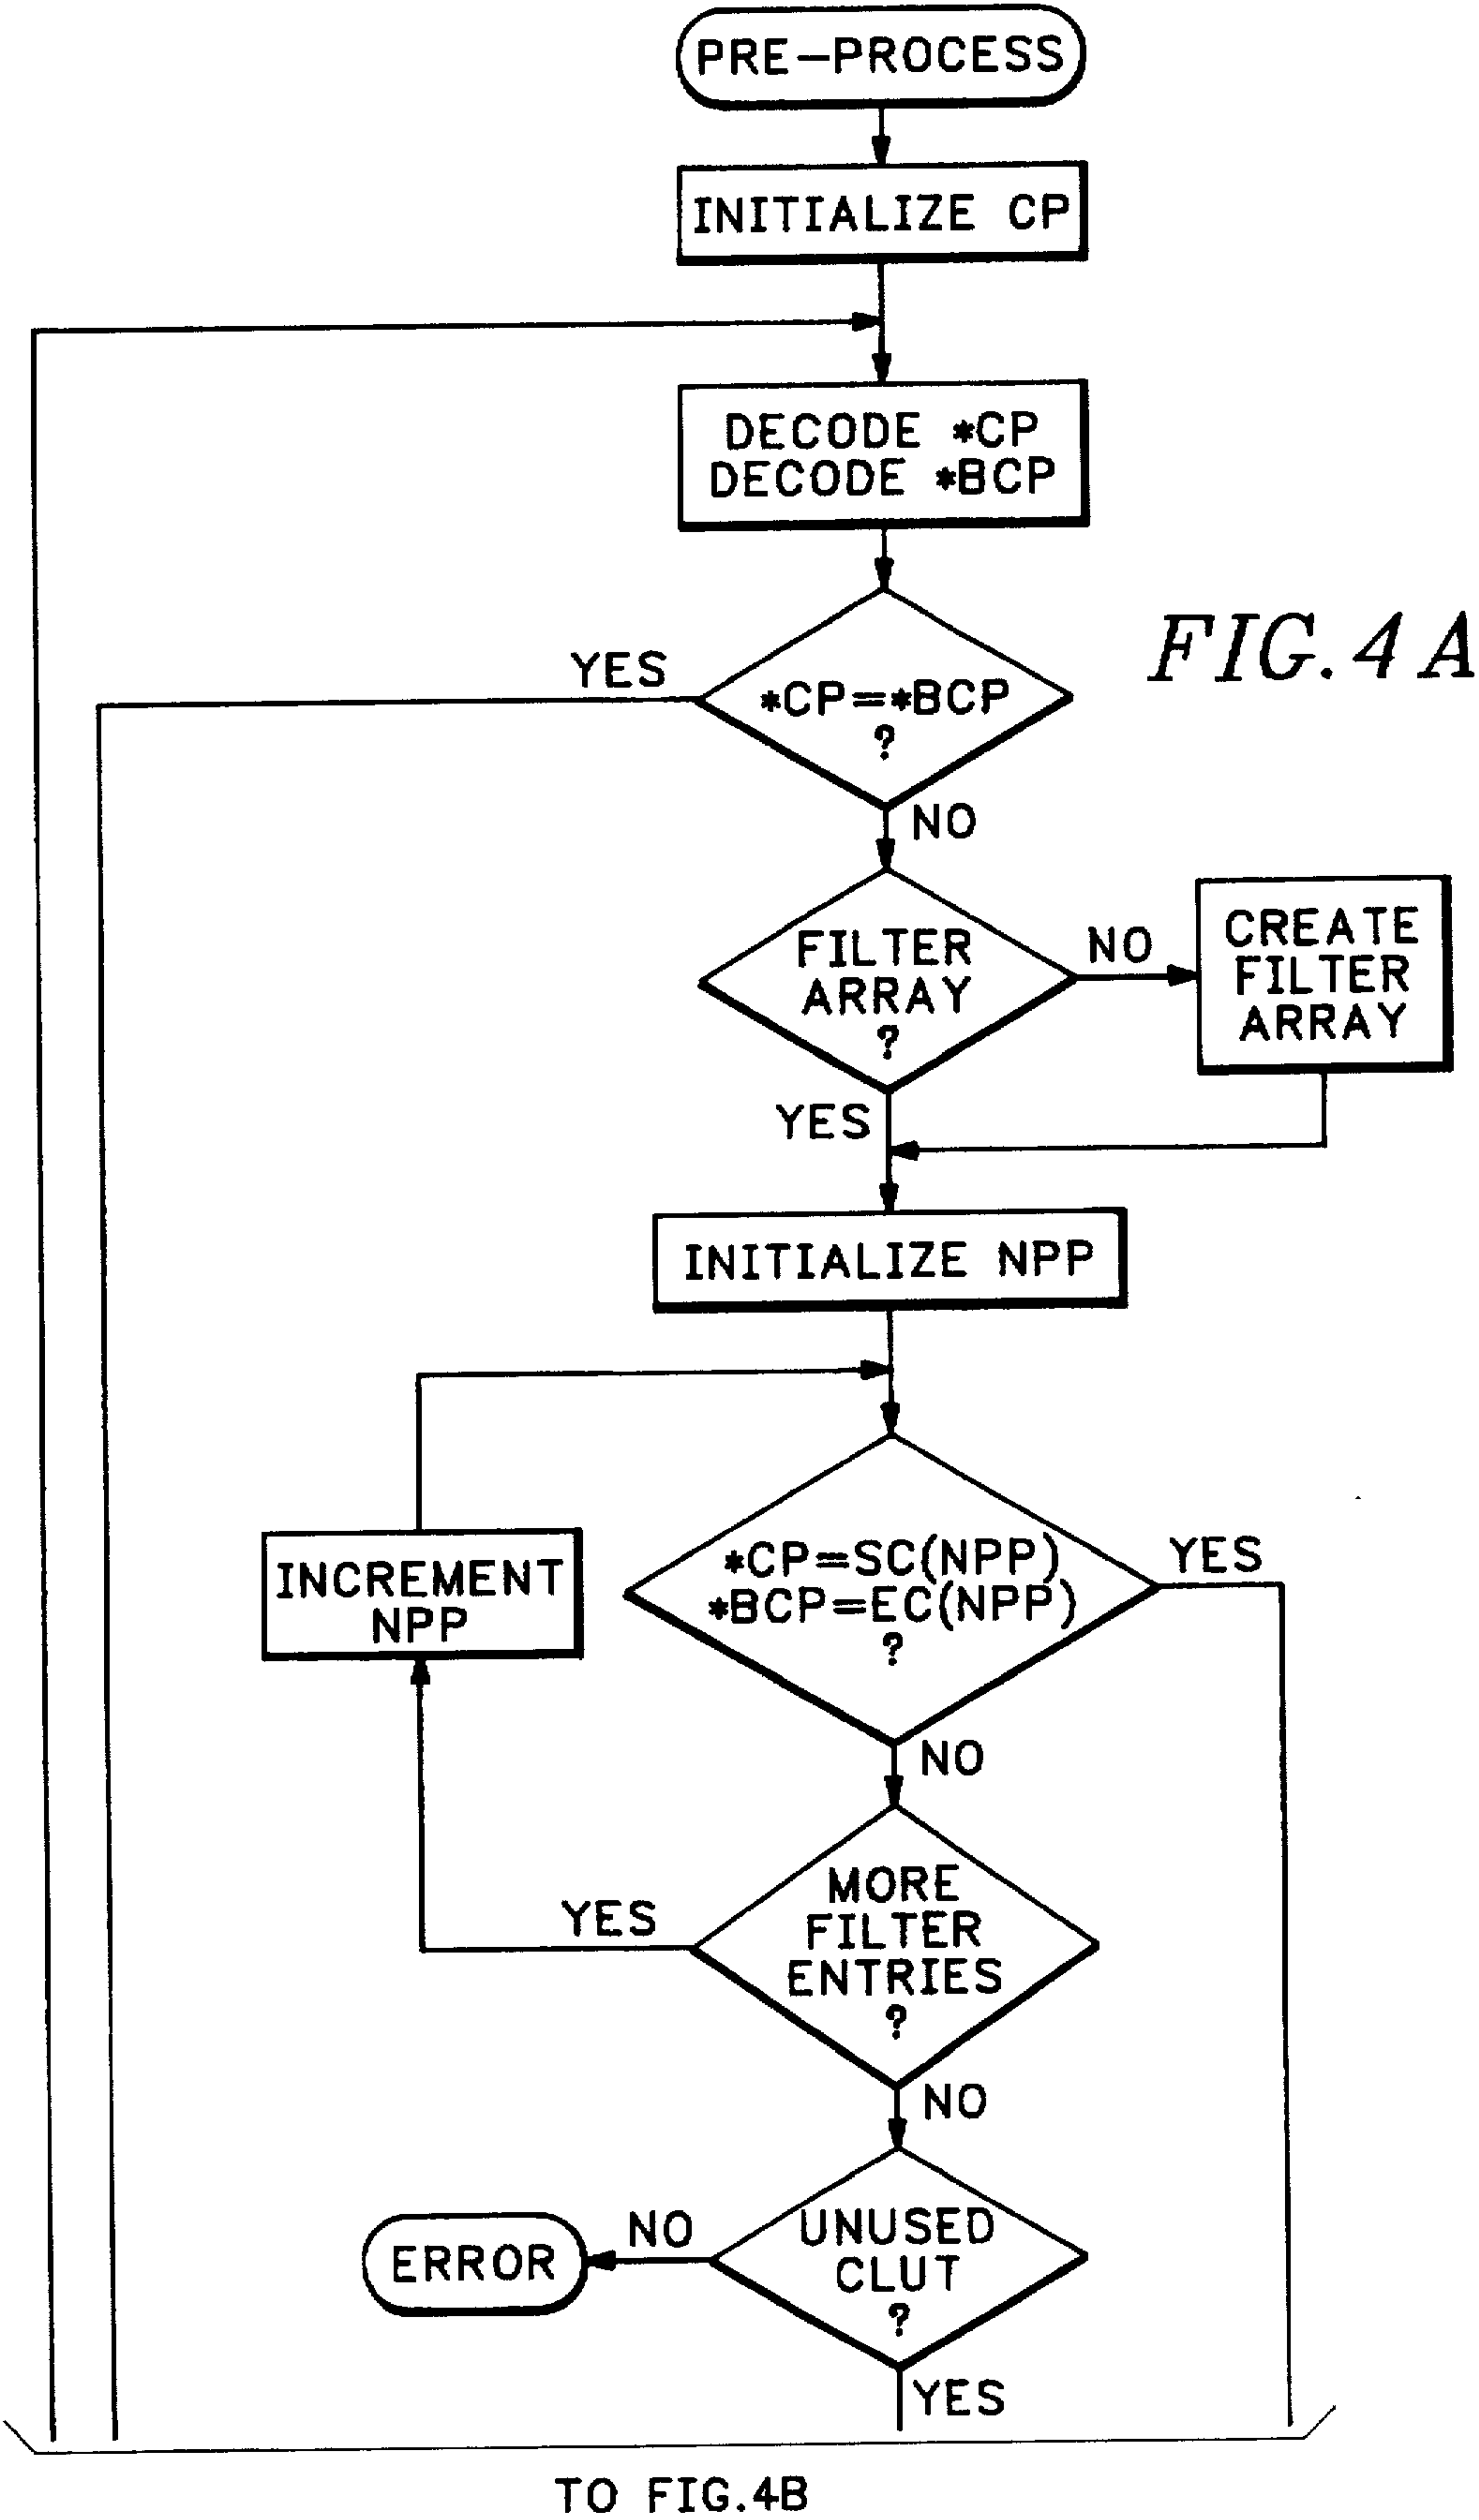 PRE-PROCESS
INITIALIZE CP
DECODE *CP
DECODE *BCP
FIG. 4A
YES
*CP=*BCP
?
NO
FILTER
ARRAY
?
NO
CREATE
FILTER
ARRAY
YES
INITIALIZE NPP
INCREMENT
NPP
*CP=SC(NPP)
*BCP=EC(NPP)
?
YES
NO
YES
MORE
FILTER
ENTRIES
?
NO
ERROR
NO
UNUSED
CLUT
?
YES
TO FIG.4B